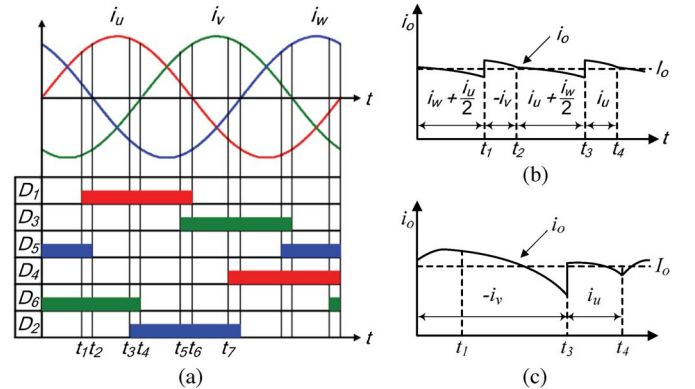 i_u i_v i_w
t
D_1
D_3
D_5
D_4
D_6
D_2
t
t_1 t_2 t_3 t_4 t_5 t_6 t_7
(a)
i_o
i_o
I_o
i_w + i_u/2 -i_v i_u + i_w/2 i_u
t_1 t_2 t_3 t_4 t
(b)
i_o
i_o
I_o
-i_v i_u
t_1 t_3 t_4 t
(c)